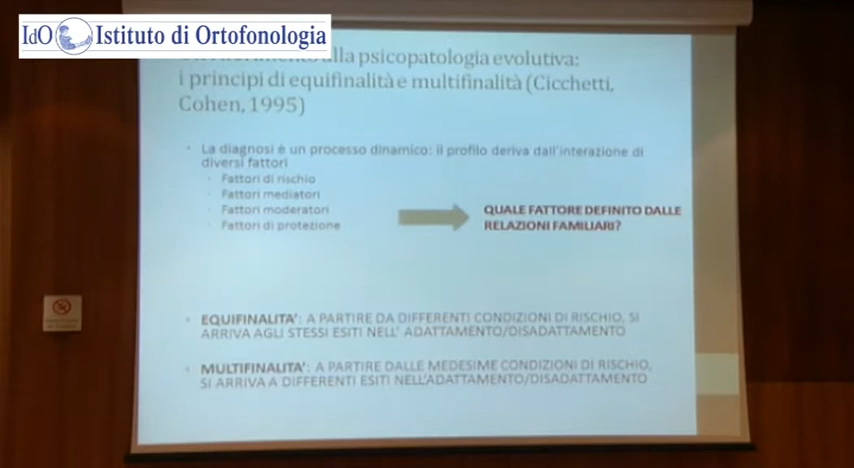 IdO Istituto di Ortofonologia
alla psicopatologia evolutiva:
i principi di equifinalità e multifinalità (Cicchetti,
Cohen, 1995)
La diagnosi è un processo dinamico: il profilo deriva dall'interazione di
diversi fattori
Fattori di rischio
Fattori mediatori
Fattori moderatori
Fattori di protezione
QUALE FATTORE DEFINITO DALLE
RELAZIONI FAMILIARI?
EQUIFINALITA': A PARTIRE DA DIFFERENTI CONDIZIONI DI RISCHIO, SI
ARRIVA AGLI STESSI ESITI NELL' ADATTAMENTO/DISADATTAMENTO
MULTIFINALITA': A PARTIRE DALLE MEDESIME CONDIZIONI DI RISCHIO,
SI ARRIVA A DIFFERENTI ESITI NELL'ADATTAMENTO/DISADATTAMENTO